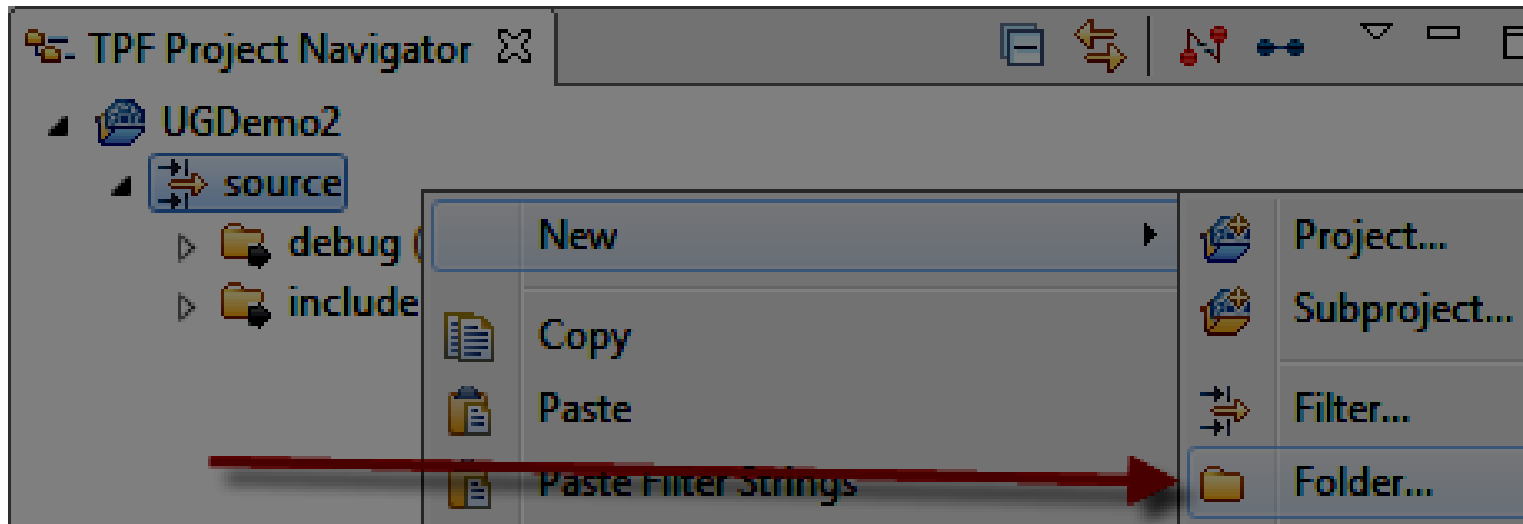 TPF Project Navigator
UGDemo2
source
debug (
include
New
Copy
Paste
Paste Filter Strings
Project...
Subproject...
Filter...
Folder...